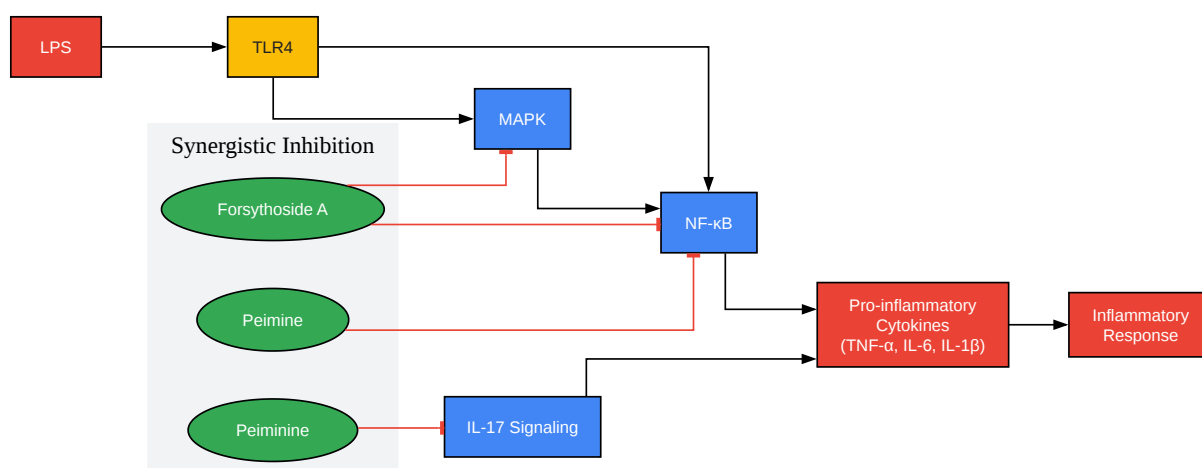 LPS
TLR4
MAPK
Synergistic Inhibition
Forsythoside A
NF-κB
Peimine
Pro-inflammatory
Cytokines
(TNF-α, IL-6, IL-1β)
Inflammatory
Response
Peiminine
IL-17 Signaling